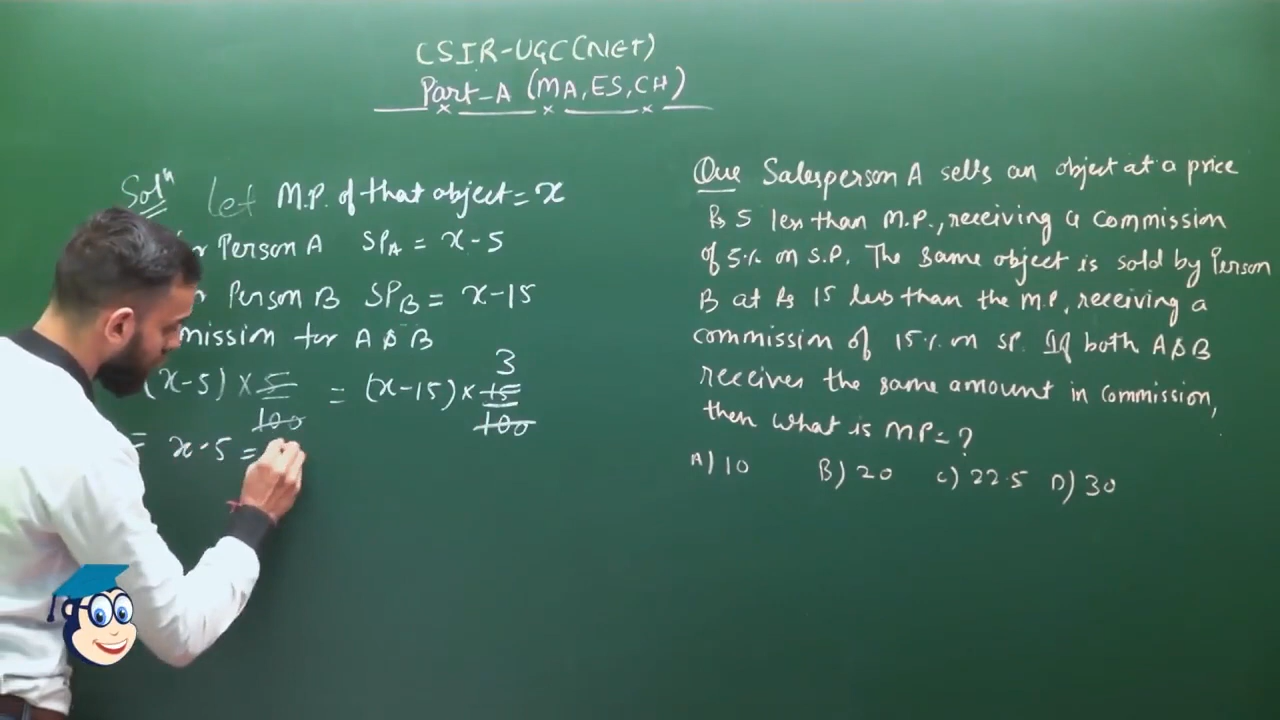 CSIR-UGC(NET)
Part-A (MA, ES, CH)
Solⁿ Let M.P. of that object = x
Person A SP_A = x-5
Person B SP_B = x-15
mission for A & B
(x-5) × 5/100 = (x-15) × 15/100 3
= x-5 =
Que Salesperson A sells an object at a price
Rs 5 less than M.P., receiving a commission
of 5% on S.P. The same object is sold by Person
B at Rs 15 less than the M.P, receiving a
commission of 15% on SP. If both A & B
receives the same amount in commission,
then what is MP = ?
A) 10 B) 20 C) 22.5 D) 30